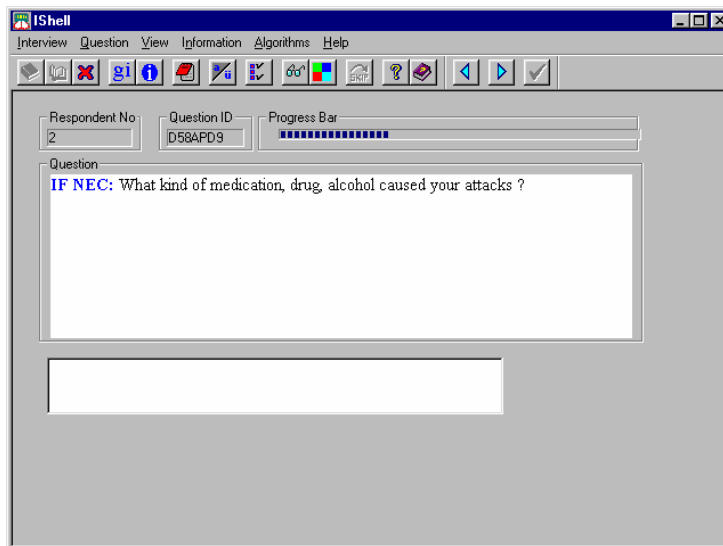 IShell
Interview Question View Information Algorithms Help
gi i a/ü SKIP ?
Respondent No Question ID Progress Bar
2 D58APD9
Question
IF NEC: What kind of medication, drug, alcohol caused your attacks ?